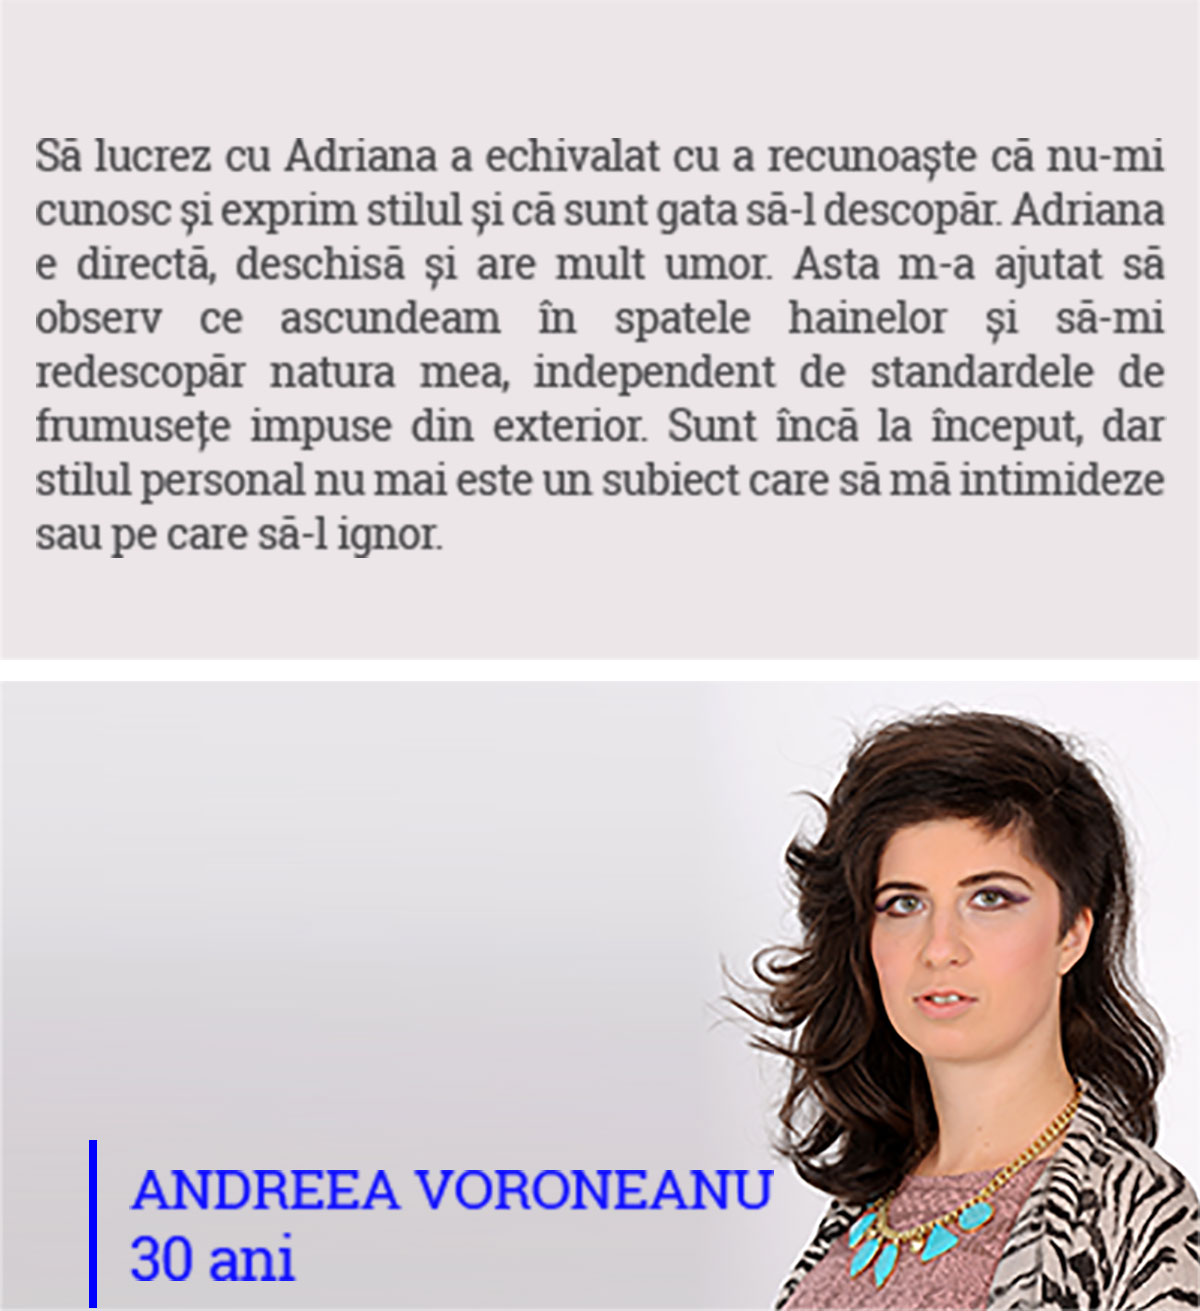 Să lucrez cu Adriana a echivalat cu a recunoaște că nu-mi
cunosc și exprim stilul și că sunt gata să-l descopăr. Adriana
e directă, deschisă și are mult umor. Asta m-a ajutat să
observ ce ascundeam în spatele hainelor și să-mi
redescopăr natura mea, independent de standardele de
frumusețe impuse din exterior. Sunt încă la început, dar
stilul personal nu mai este un subiect care să mă intimideze
sau pe care să-l ignor.
ANDREEA VORONEANU
30 ani